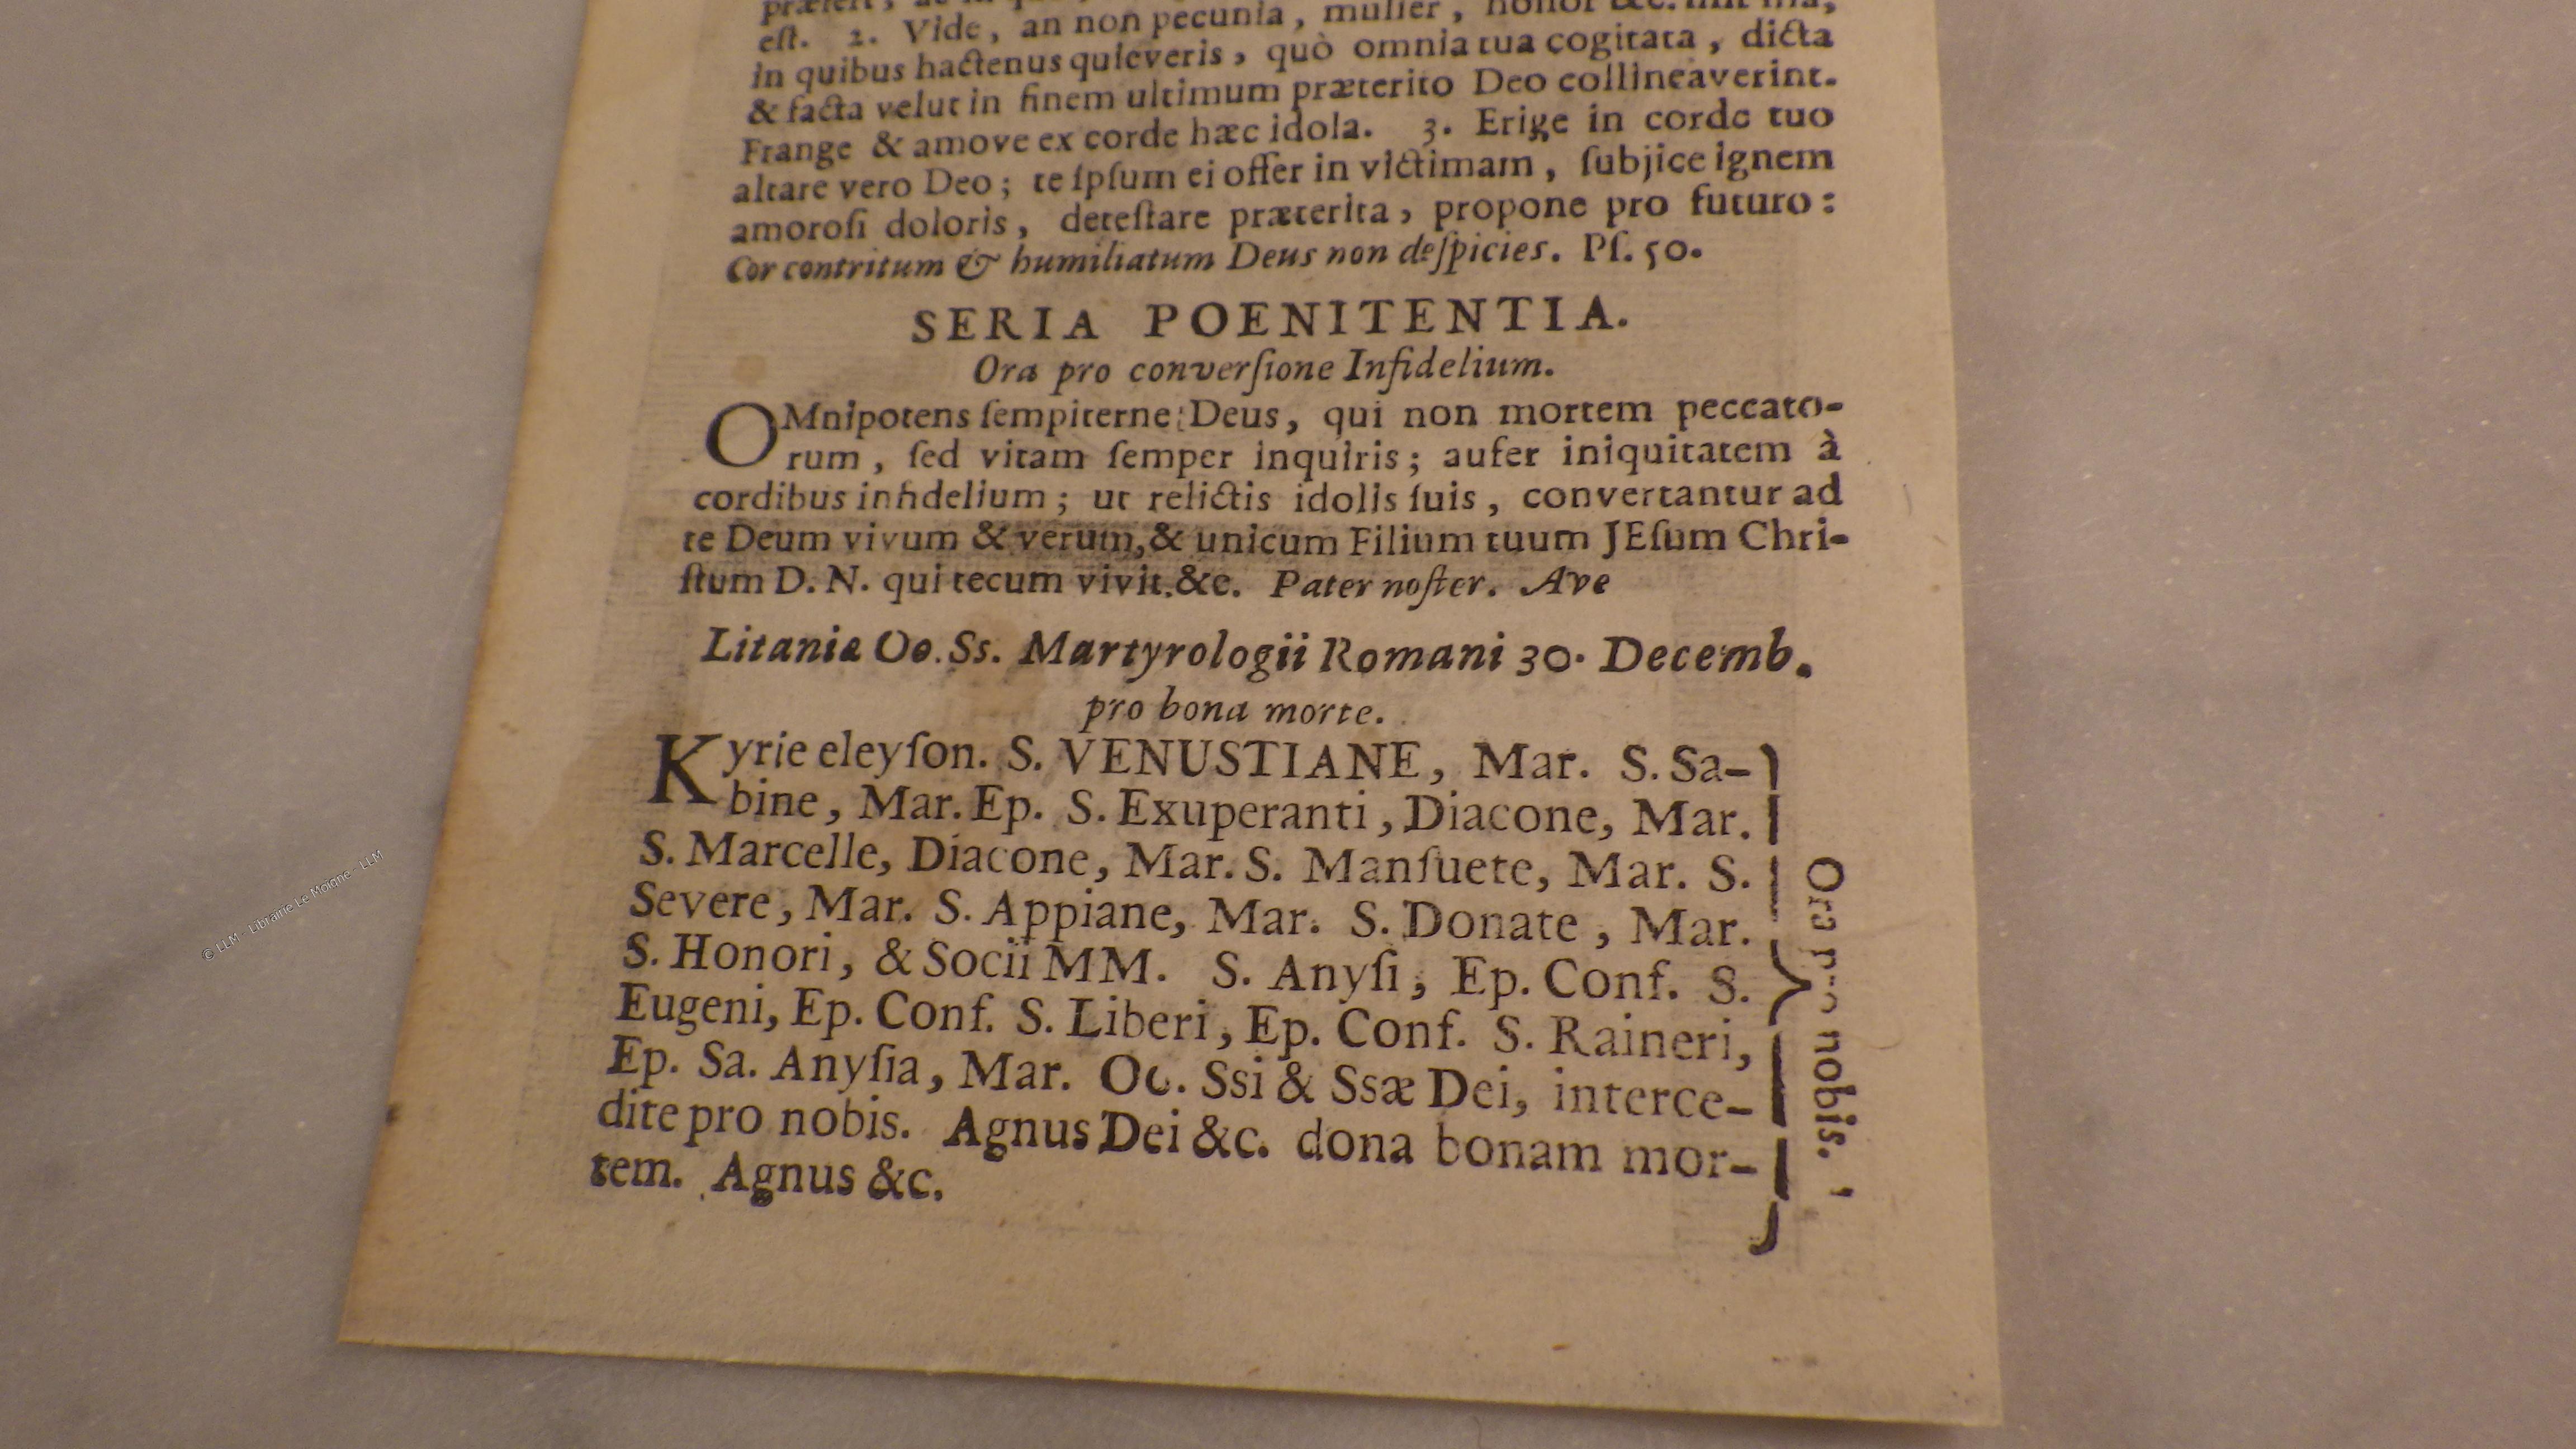 est. 2. Vide, an non pecunia, mulier, honor &c.
in quibus hactenus quieveris, quò omnia tua cogitata, dicta
& facta velut in finem ultimum præterito Deo collineaverint.
Frange & amove ex corde hæc idola. 3. Erige in corde tuo
altare vero Deo; te ipſum ei offer in victimam, ſubjice ignem
amoroſi doloris, deteſtare præterita, propone pro futuro:
Cor contritum & humiliatum Deus non deſpicies. Pſ. 50.
SERIA POENITENTIA.
Ora pro converſione Infidelium.
OMnipotens ſempiterne Deus, qui non mortem peccato-
rum, ſed vitam ſemper inquiris; aufer iniquitatem à
cordibus infidelium; ut relictis idolis ſuis, convertantur ad
te Deum vivum & verum, & unicum Filium tuum JEſum Chri-
ſtum D. N. qui tecum vivit. &c. Pater noſter. Ave
Litaniæ Oo. Ss. Martyrologii Romani 30. Decemb.
pro bona morte.
Kyrie eleyſon. S. VENUSTIANE, Mar. S. Sa-
bine, Mar. Ep. S. Exuperanti, Diacone, Mar.
S. Marcelle, Diacone, Mar. S. Manſuete, Mar. S.
Severe, Mar. S. Appiane, Mar. S. Donate, Mar.
S. Honori, & Socii MM. S. Anyſi, Ep. Conf. S.
Eugeni, Ep. Conf. S. Liberi, Ep. Conf. S. Raineri,
Ep. Sa. Anyſia, Mar. Oo. Ssi & Ssæ Dei, interce-
dite pro nobis. Agnus Dei &c. dona bonam mor-
tem. Agnus &c.
Ora pro nobis.
© LLM - Librairie Le Moigne - LLM